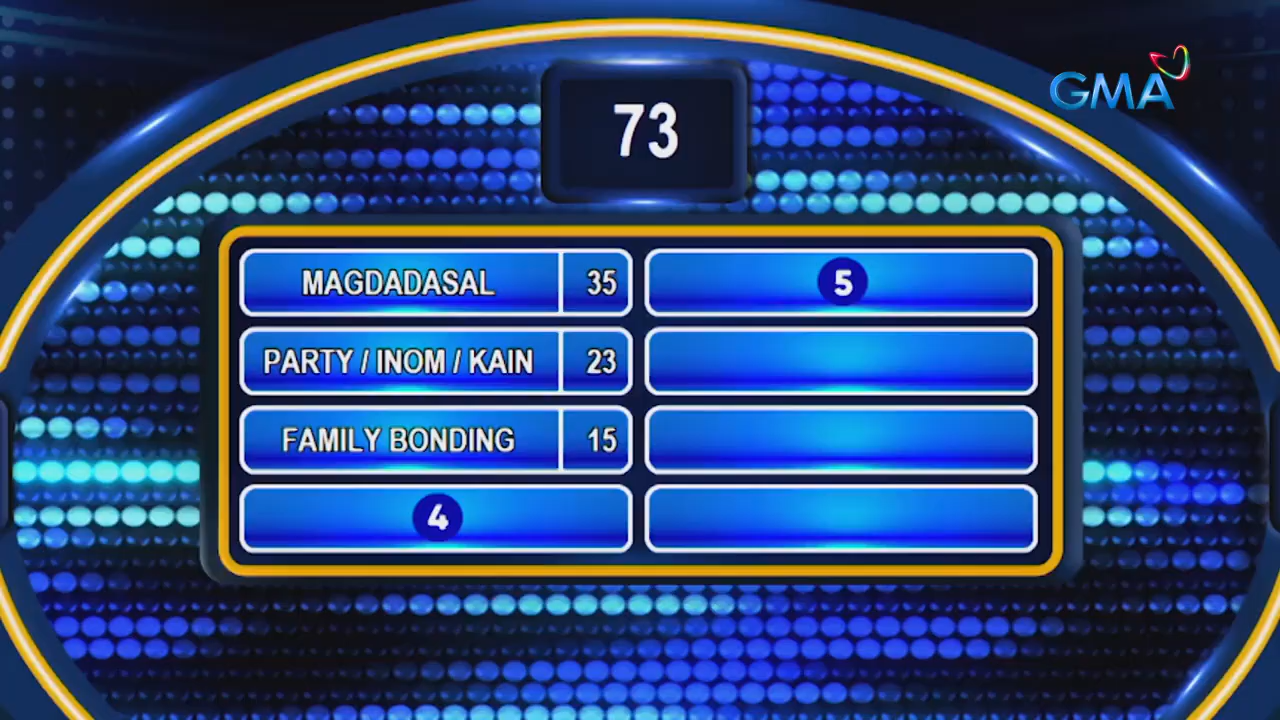 GMA
73
MAGDADASAL 35
PARTY / INOM / KAIN 23
FAMILY BONDING 15
4
5